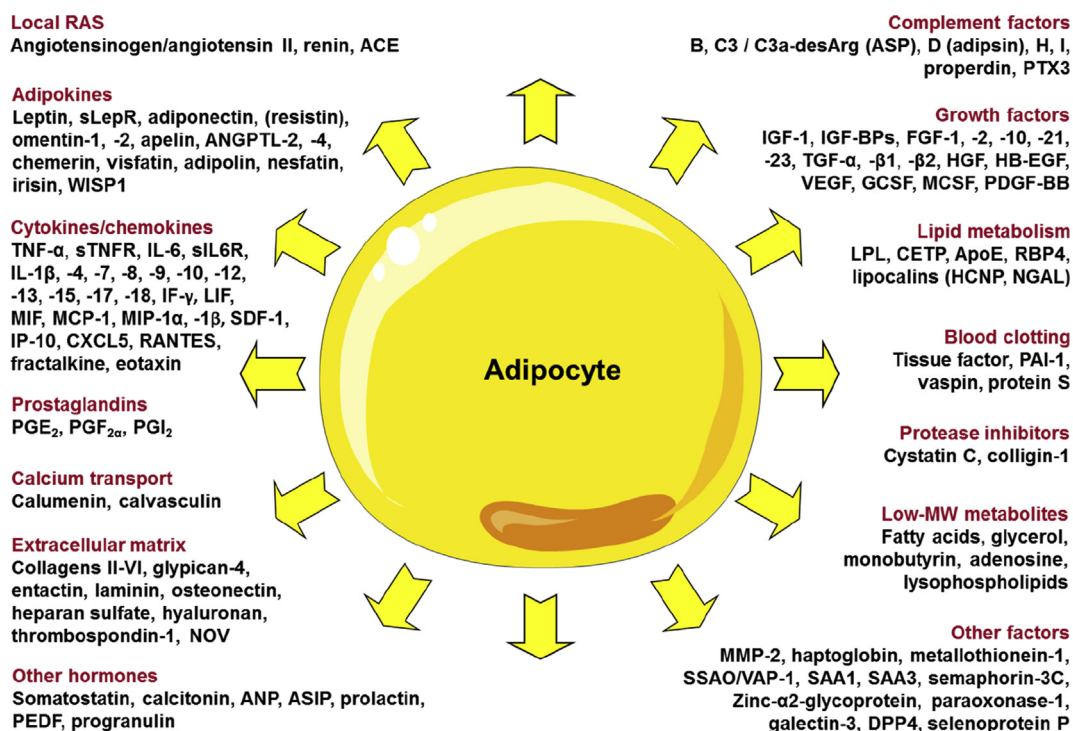 Local RAS
Angiotensinogen/angiotensin II, renin, ACE
Adipokines
Leptin, sLepR, adiponectin, (resistin),
omentin-1, -2, apelin, ANGPTL-2, -4,
chemerin, visfatin, adipolin, nesfatin,
irisin, WISP1
Cytokines/chemokines
TNF-α, sTNFR, IL-6, sIL6R,
IL-1β, -4, -7, -8, -9, -10, -12,
-13, -15, -17, -18, IF-γ, LIF,
MIF, MCP-1, MIP-1α, -1β, SDF-1,
IP-10, CXCL5, RANTES,
fractalkine, eotaxin
Prostaglandins
PGE₂, PGF₂α, PGI₂
Calcium transport
Calumenin, calvasculin
Extracellular matrix
Collagens II-VI, glypican-4,
entactin, laminin, osteonectin,
heparan sulfate, hyaluronan,
thrombospondin-1, NOV
Other hormones
Somatostatin, calcitonin, ANP, ASIP, prolactin,
PEDF, progranulin
Adipocyte
Complement factors
B, C3 / C3a-desArg (ASP), D (adipsin), H, I,
properdin, PTX3
Growth factors
IGF-1, IGF-BPs, FGF-1, -2, -10, -21,
-23, TGF-α, -β1, -β2, HGF, HB-EGF,
VEGF, GCSF, MCSF, PDGF-BB
Lipid metabolism
LPL, CETP, ApoE, RBP4,
lipocalins (HCNP, NGAL)
Blood clotting
Tissue factor, PAI-1,
vaspin, protein S
Protease inhibitors
Cystatin C, colligin-1
Low-MW metabolites
Fatty acids, glycerol,
monobutyrin, adenosine,
lysophospholipids
Other factors
MMP-2, haptoglobin, metallothionein-1,
SSAO/VAP-1, SAA1, SAA3, semaphorin-3C,
Zinc-α2-glycoprotein, paraoxonase-1,
galectin-3, DPP4, selenoprotein P